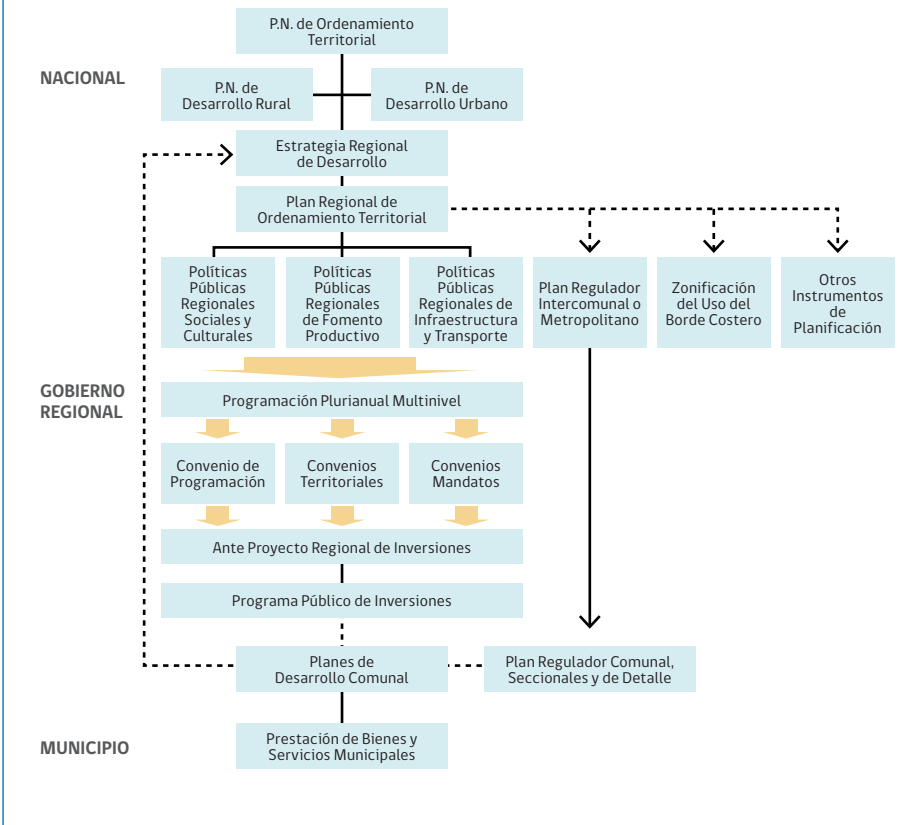 P.N. de Ordenamiento
Territorial
NACIONAL
P.N. de
Desarrollo Rural
P.N. de
Desarrollo Urbano
Estrategia Regional
de Desarrollo
Plan Regional de
Ordenamiento Territorial
Políticas
Públicas
Regionales
Sociales y
Culturales
Políticas
Públicas
Regionales
de Fomento
Productivo
Políticas
Públicas
Regionales de
Infraestructura
y Transporte
Plan Regulador
Intercomunal o
Metropolitano
Zonificación
del Uso del
Borde Costero
Otros
Instrumentos
de
Planificación
GOBIERNO
REGIONAL
Programación Plurianual Multinivel
Convenio de
Programación
Convenios
Territoriales
Convenios
Mandatos
Ante Proyecto Regional de Inversiones
Programa Público de Inversiones
Planes de
Desarrollo Comunal
Plan Regulador Comunal,
Seccionales y de Detalle
MUNICIPIO
Prestación de Bienes y
Servicios Municipales